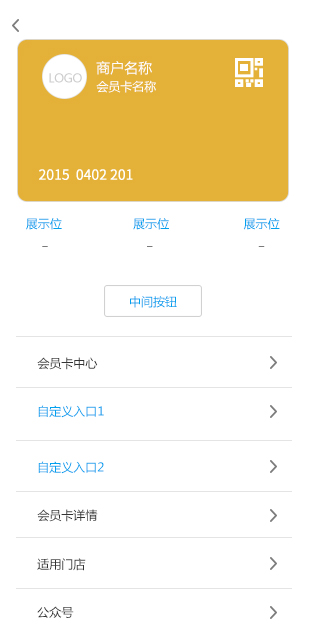 LOGO
商户名称
会员卡名称
2015 0402 201
展示位 展示位 展示位
– – –
中间按钮
会员卡中心
自定义入口1
自定义入口2
会员卡详情
适用门店
公众号